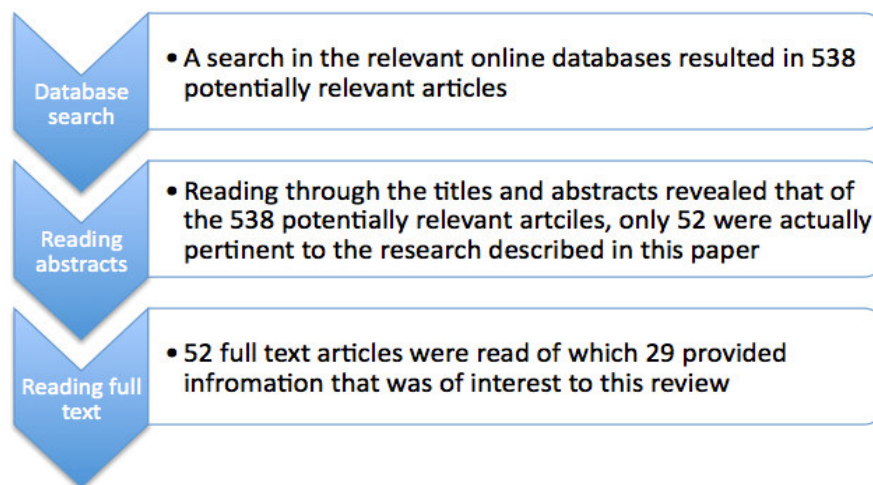 Database
search
• A search in the relevant online databases resulted in 538
potentially relevant articles
Reading
abstracts
• Reading through the titles and abstracts revealed that of
the 538 potentially relevant artciles, only 52 were actually
pertinent to the research described in this paper
Reading full
text
• 52 full text articles were read of which 29 provided
infromation that was of interest to this review